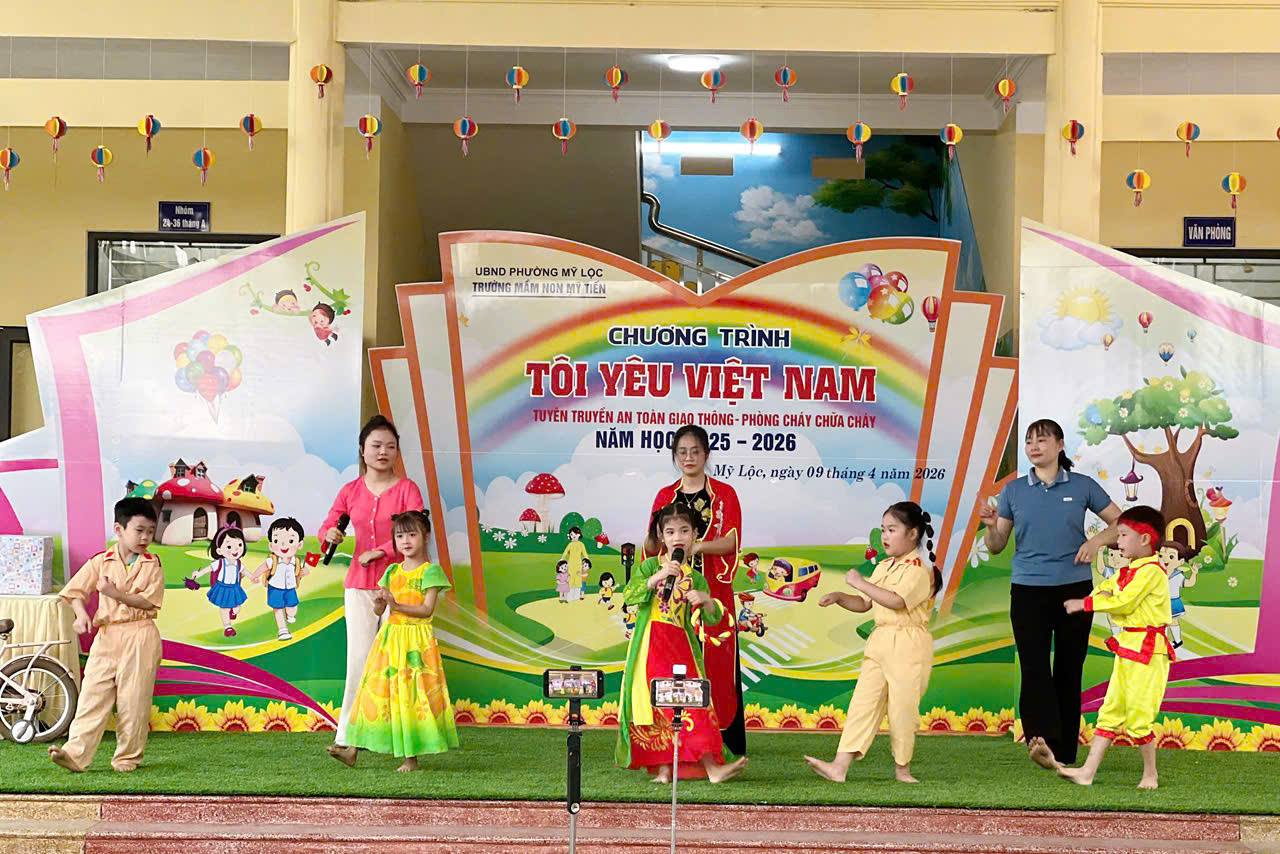 Nhóm
24-36 tháng A
VĂN PHÒNG
UBND PHƯỜNG MỸ LỘC
TRƯỜNG MẦM NON MỸ TIẾN
CHƯƠNG TRÌNH
TÔI YÊU VIỆT NAM
TUYÊN TRUYỀN AN TOÀN GIAO THÔNG - PHÒNG CHÁY CHỮA CHÁY
NĂM HỌC 25 - 2026
Mỹ Lộc, ngày 09 tháng 4 năm 2026